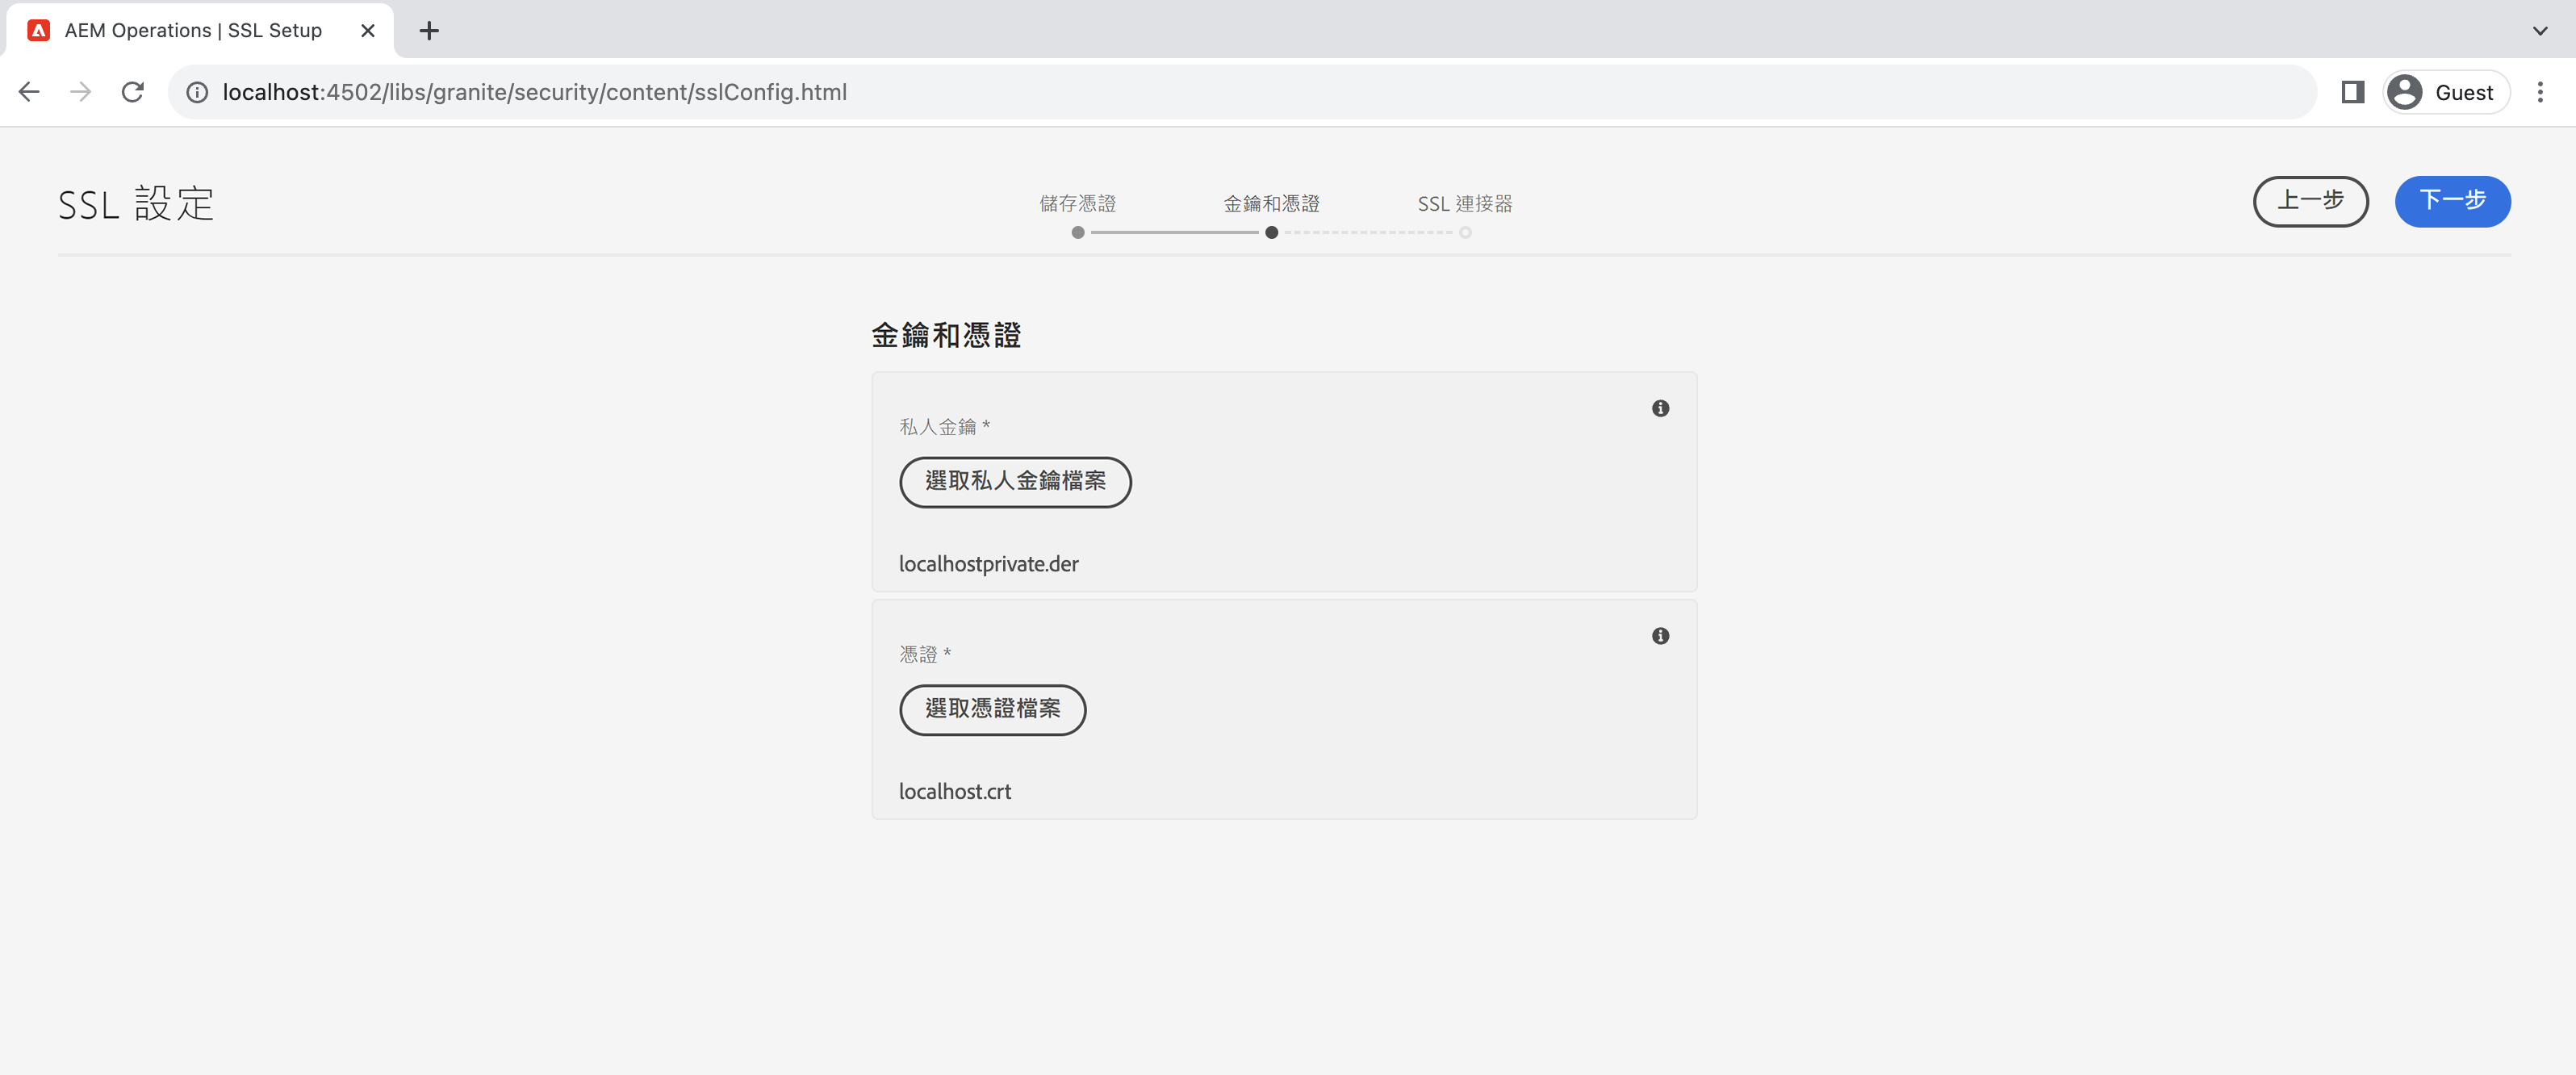 AEM Operations | SSL Setup
localhost:4502/libs/granite/security/content/sslConfig.html
Guest
SSL 設定
儲存憑證
金鑰和憑證
SSL 連接器
上一步
下一步
金鑰和憑證
私人金鑰 *
選取私人金鑰檔案
localhostprivate.der
憑證 *
選取憑證檔案
localhost.crt